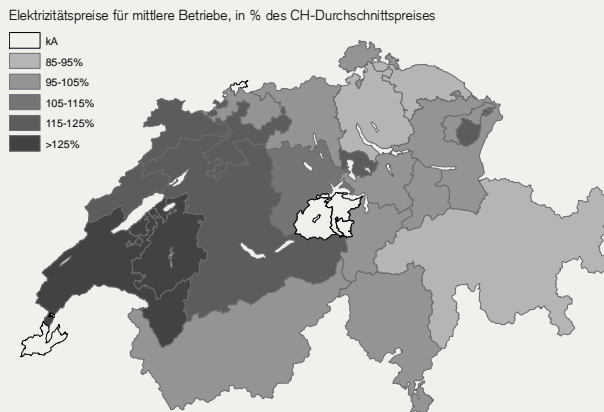 Elektrizitätspreise für mittlere Betriebe, in % des CH-Durchschnittspreises
kA
85-95%
95-105%
105-115%
115-125%
>125%